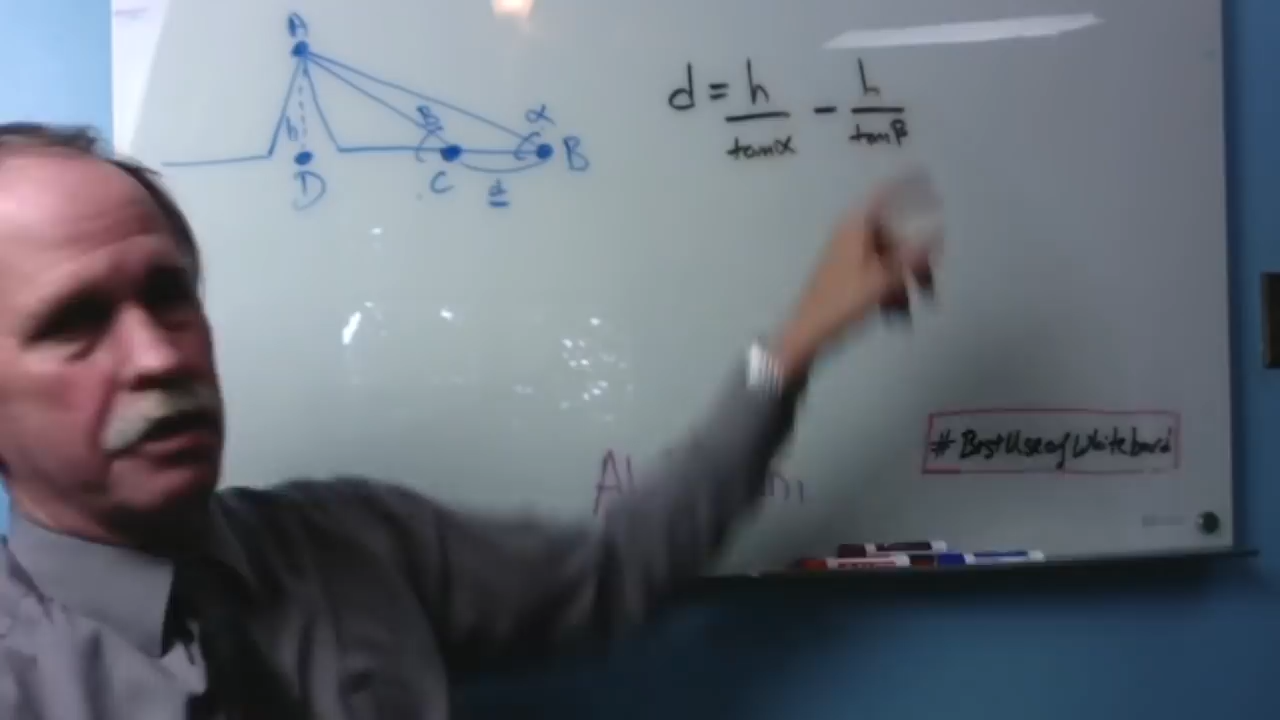 A
h
B
α
B
D
C
d
d = h/tanα - h/tanβ
#BestUseofWhiteboard